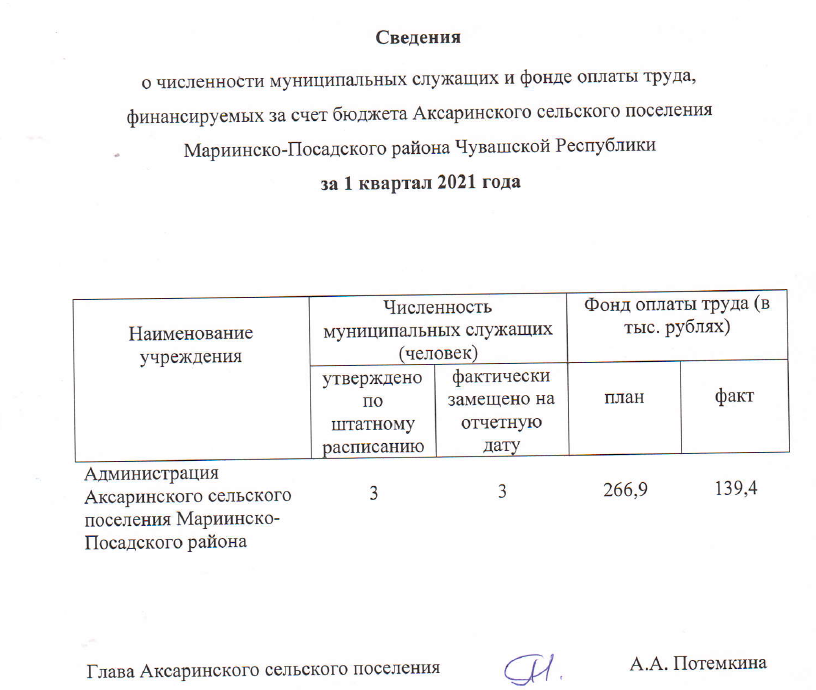 Сведения
о численности муниципальных служащих и фонде оплаты труда,
финансируемых за счет бюджета Аксаринского сельского поселения
Мариинско-Посадского района Чувашской Республики
за 1 квартал 2021 года
Наименование
учреждения
Численность
муниципальных служащих
(человек)
Фонд оплаты труда (в
тыс. рублях)
утверждено
по
штатному
расписанию
фактически
замещено на
отчетную
дату
план
факт
Администрация
Аксаринского сельского
поселения Мариинско-
Посадского района
3
3
266,9
139,4
Глава Аксаринского сельского поселения
А.А. Потемкина